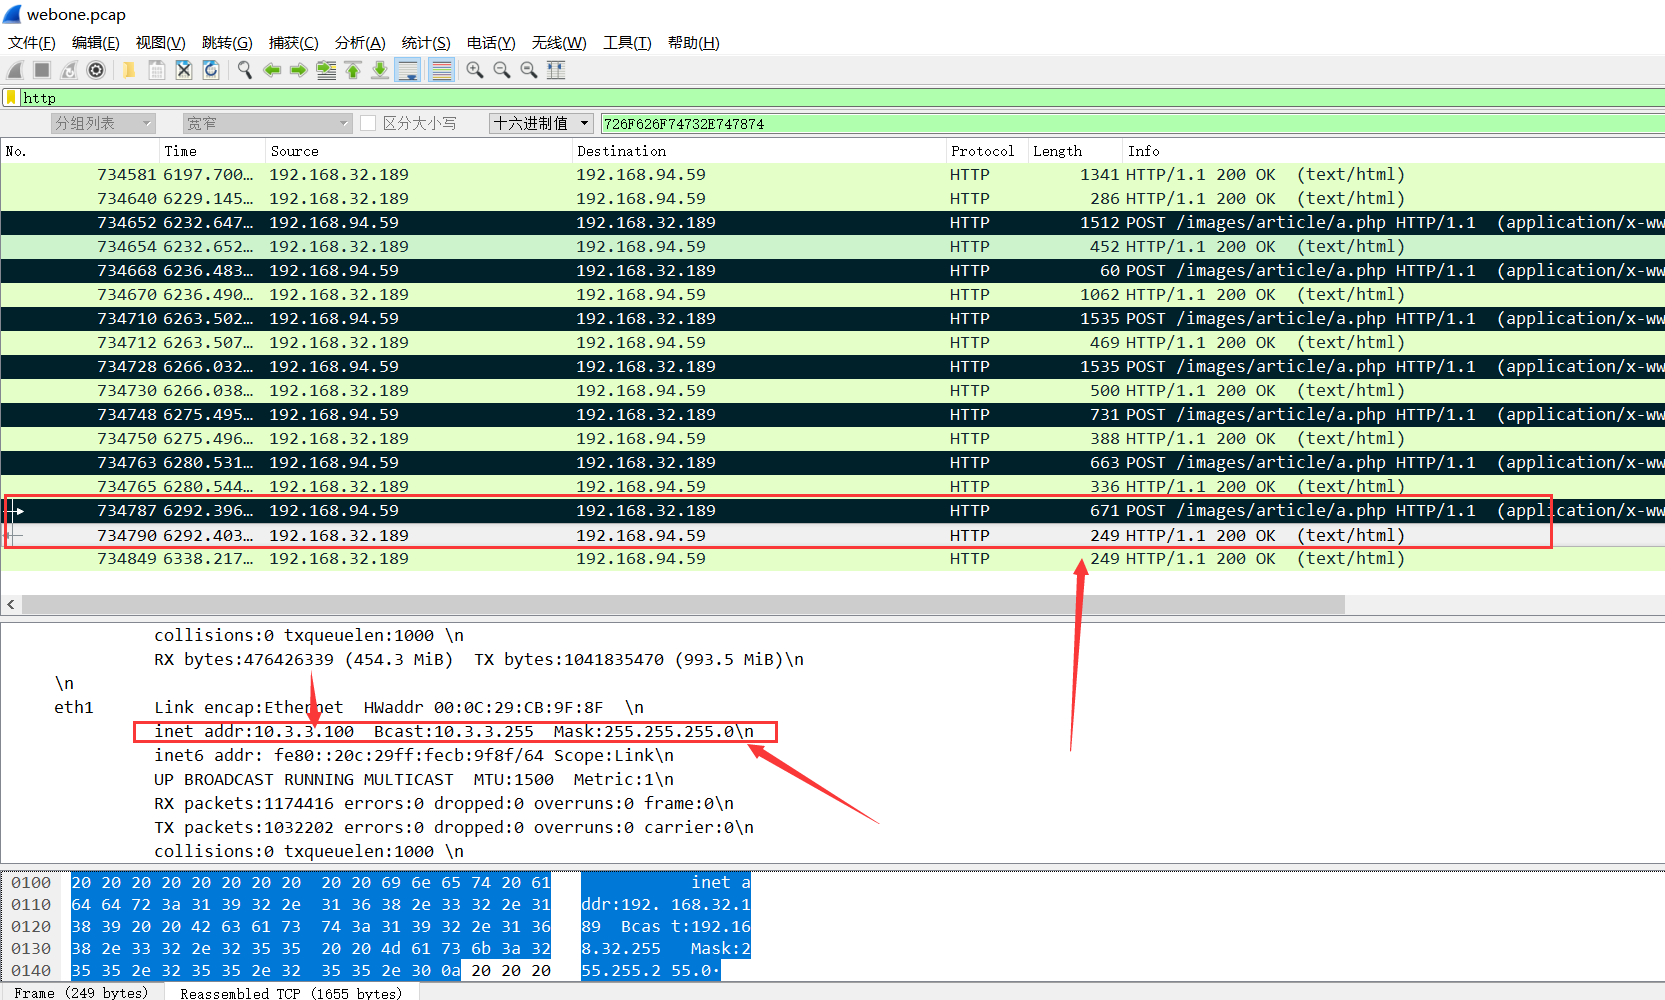 webone.pcap
文件(F) 编辑(E) 视图(V) 跳转(G) 捕获(C) 分析(A) 统计(S) 电话(Y) 无线(W) 工具(T) 帮助(H)
http
分组列表 宽窄 区分大小写 十六进制值 726F626F74732E747874
No. Time Source Destination Protocol Length Info
734581 6197.700… 192.168.32.189 192.168.94.59 HTTP 1341 HTTP/1.1 200 OK (text/html)
734640 6229.145… 192.168.32.189 192.168.94.59 HTTP 286 HTTP/1.1 200 OK (text/html)
734652 6232.647… 192.168.94.59 192.168.32.189 HTTP 1512 POST /images/article/a.php HTTP/1.1 (application/x-ww
734654 6232.652… 192.168.32.189 192.168.94.59 HTTP 452 HTTP/1.1 200 OK (text/html)
734668 6236.483… 192.168.94.59 192.168.32.189 HTTP 60 POST /images/article/a.php HTTP/1.1 (application/x-ww
734670 6236.490… 192.168.32.189 192.168.94.59 HTTP 1062 HTTP/1.1 200 OK (text/html)
734710 6263.502… 192.168.94.59 192.168.32.189 HTTP 1535 POST /images/article/a.php HTTP/1.1 (application/x-ww
734712 6263.507… 192.168.32.189 192.168.94.59 HTTP 469 HTTP/1.1 200 OK (text/html)
734728 6266.032… 192.168.94.59 192.168.32.189 HTTP 1535 POST /images/article/a.php HTTP/1.1 (application/x-ww
734730 6266.038… 192.168.32.189 192.168.94.59 HTTP 500 HTTP/1.1 200 OK (text/html)
734748 6275.495… 192.168.94.59 192.168.32.189 HTTP 731 POST /images/article/a.php HTTP/1.1 (application/x-ww
734750 6275.496… 192.168.32.189 192.168.94.59 HTTP 388 HTTP/1.1 200 OK (text/html)
734763 6280.531… 192.168.94.59 192.168.32.189 HTTP 663 POST /images/article/a.php HTTP/1.1 (application/x-ww
734765 6280.544… 192.168.32.189 192.168.94.59 HTTP 336 HTTP/1.1 200 OK (text/html)
734787 6292.396… 192.168.94.59 192.168.32.189 HTTP 671 POST /images/article/a.php HTTP/1.1 (application/x-ww
734790 6292.403… 192.168.32.189 192.168.94.59 HTTP 249 HTTP/1.1 200 OK (text/html)
734849 6338.217… 192.168.32.189 192.168.94.59 HTTP 249 HTTP/1.1 200 OK (text/html)
collisions:0 txqueuelen:1000 \n
RX bytes:476426339 (454.3 MiB) TX bytes:1041835470 (993.5 MiB)\n
\n
eth1 Link encap:Ethernet HWaddr 00:0C:29:CB:9F:8F \n
inet addr:10.3.3.100 Bcast:10.3.3.255 Mask:255.255.255.0\n
inet6 addr: fe80::20c:29ff:fecb:9f8f/64 Scope:Link\n
UP BROADCAST RUNNING MULTICAST MTU:1500 Metric:1\n
RX packets:1174416 errors:0 dropped:0 overruns:0 frame:0\n
TX packets:1032202 errors:0 dropped:0 overruns:0 carrier:0\n
collisions:0 txqueuelen:1000 \n
0100 20 20 20 20 20 20 20 20 20 20 69 6e 65 74 20 61 inet a
0110 64 64 72 3a 31 39 32 2e 31 36 38 2e 33 32 2e 31 ddr:192. 168.32.1
0120 38 39 20 20 42 63 61 73 74 3a 31 39 32 2e 31 36 89 Bcas t:192.16
0130 38 2e 33 32 2e 32 35 35 20 20 4d 61 73 6b 3a 32 8.32.255 Mask:2
0140 35 35 2e 32 35 35 2e 32 35 35 2e 30 0a 20 20 20 55.255.2 55.0·
Frame (249 bytes) Reassembled TCP (1655 bytes)